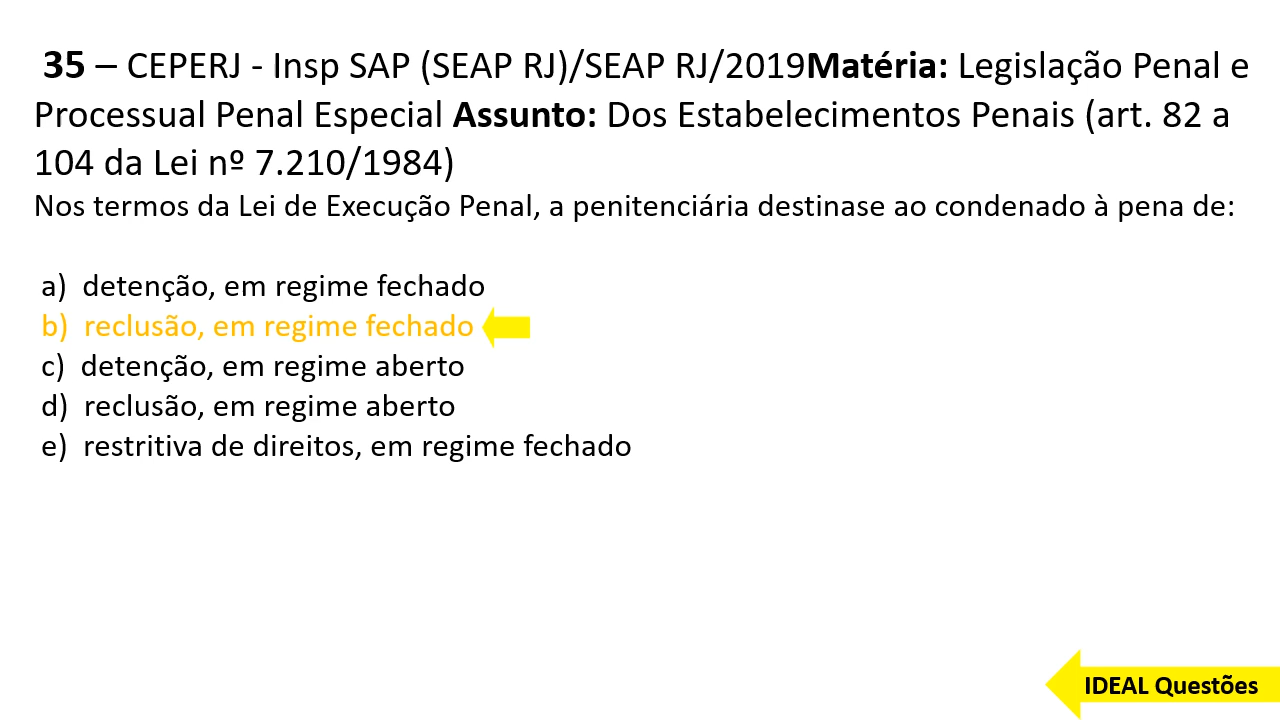 35 – CEPERJ - Insp SAP (SEAP RJ)/SEAP RJ/2019Matéria: Legislação Penal e
Processual Penal Especial Assunto: Dos Estabelecimentos Penais (art. 82 a
104 da Lei nº 7.210/1984)
Nos termos da Lei de Execução Penal, a penitenciária destinase ao condenado à pena de:
a) detenção, em regime fechado
b) reclusão, em regime fechado
c) detenção, em regime aberto
d) reclusão, em regime aberto
e) restritiva de direitos, em regime fechado
IDEAL Questões